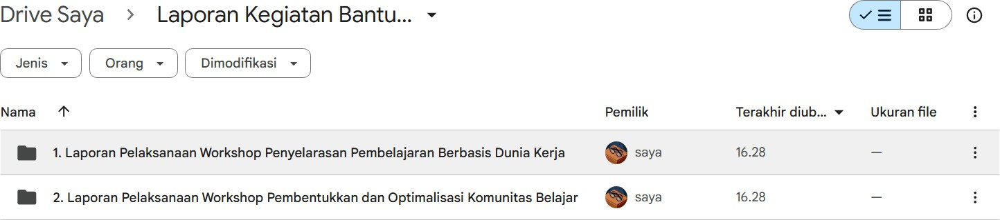 Drive Saya > Laporan Kegiatan Bantu...
Jenis Orang Dimodifikasi
Nama Pemilik Terakhir diub... Ukuran file
1. Laporan Pelaksanaan Workshop Penyelarasan Pembelajaran Berbasis Dunia Kerja saya 16.28 —
2. Laporan Pelaksanaan Workshop Pembentukkan dan Optimalisasi Komunitas Belajar saya 16.28 —